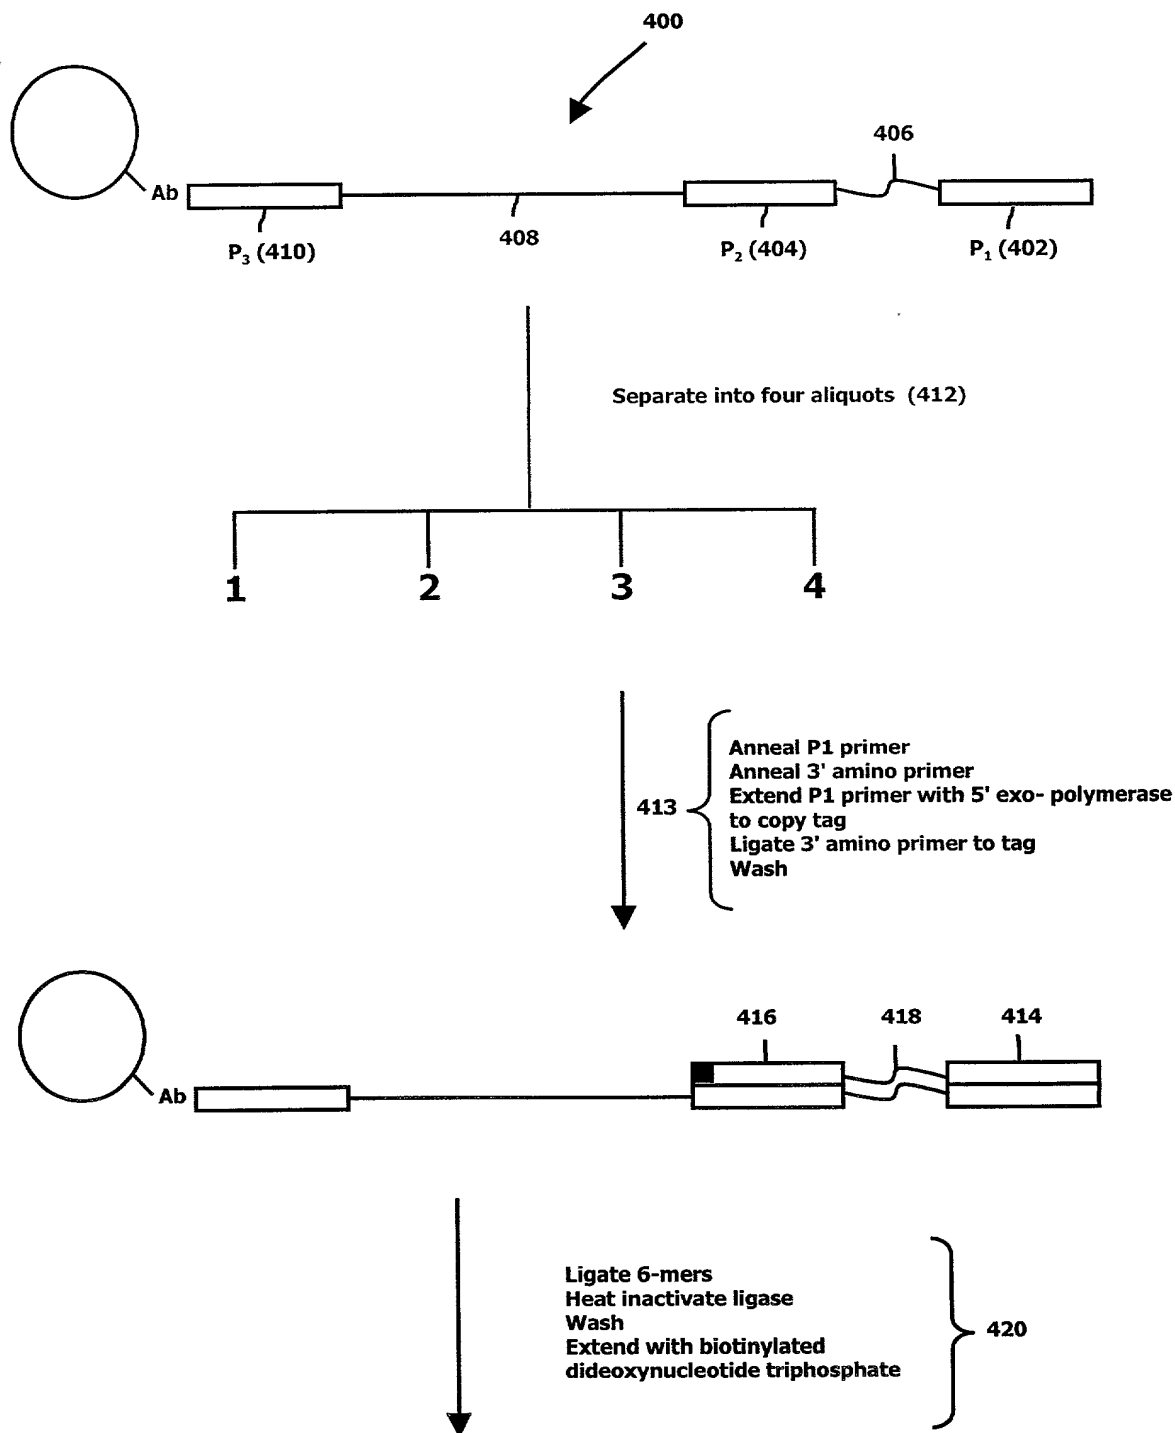 400
406
Ab
P3 (410)
408
P2 (404)
P1 (402)
Separate into four aliquots (412)
1 2 3 4
413
Anneal P1 primer
Anneal 3' amino primer
Extend P1 primer with 5' exo- polymerase
to copy tag
Ligate 3' amino primer to tag
Wash
416
418
414
Ab
Ligate 6-mers
Heat inactivate ligase
Wash
Extend with biotinylated
dideoxynucleotide triphosphate
420